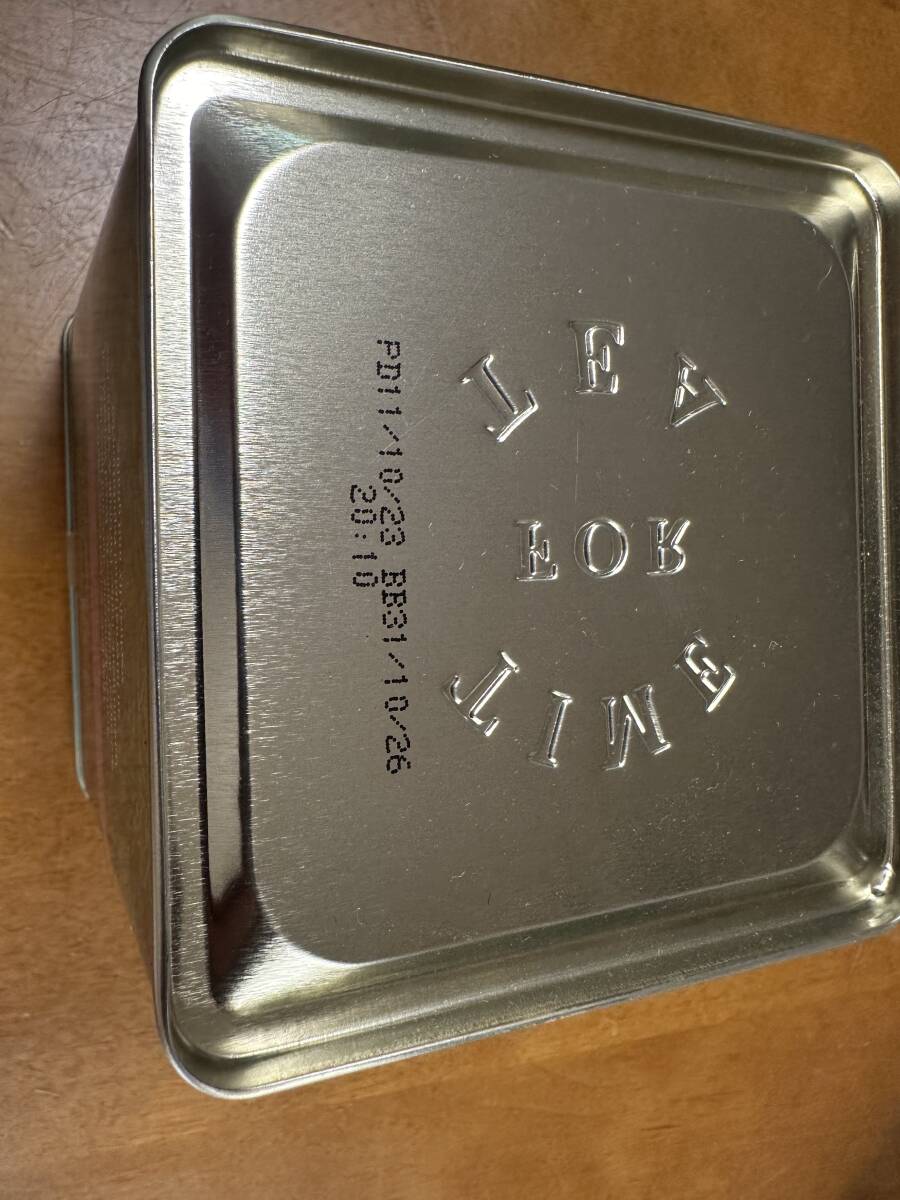 TIME
FOR
TEA
PD11/10/23 BB31/10/26
20:10